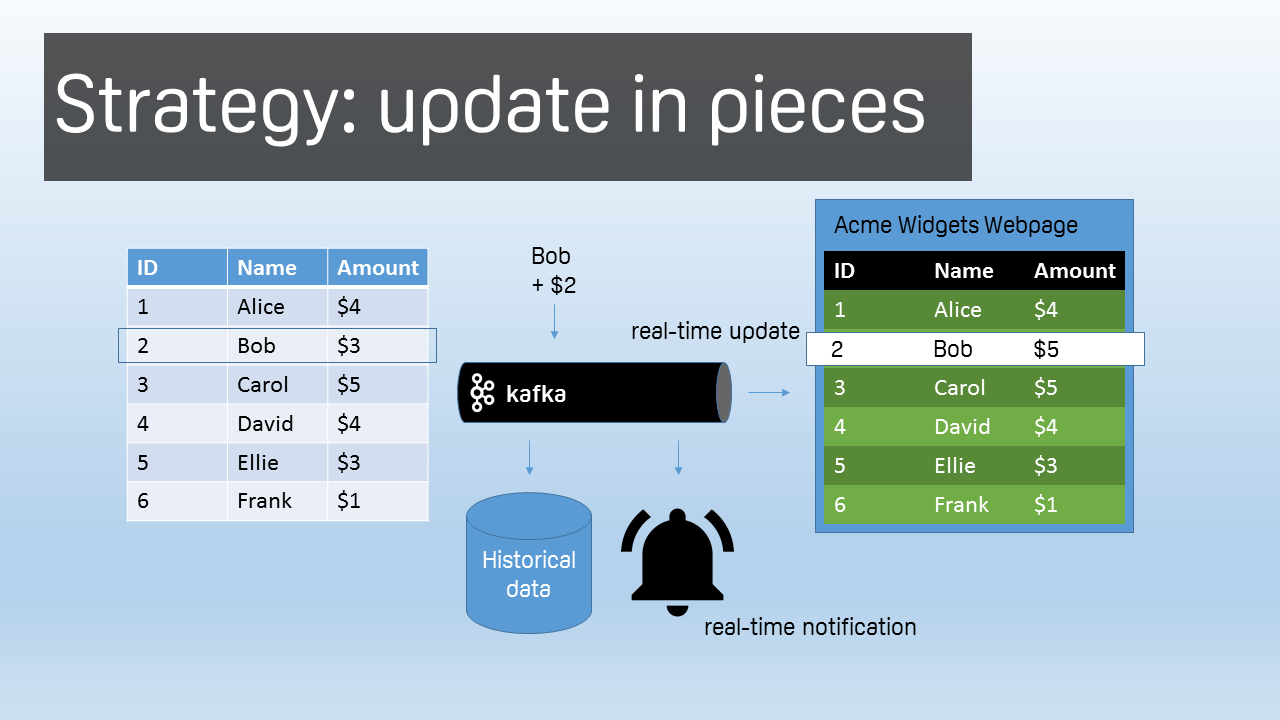 Strategy: update in pieces
ID Name Amount
1 Alice $4
2 Bob $3
3 Carol $5
4 David $4
5 Ellie $3
6 Frank $1
Bob
+ $2
real-time update
kafka
Historical
data
real-time notification
Acme Widgets Webpage
ID Name Amount
1 Alice $4
2 Bob $5
3 Carol $5
4 David $4
5 Ellie $3
6 Frank $1